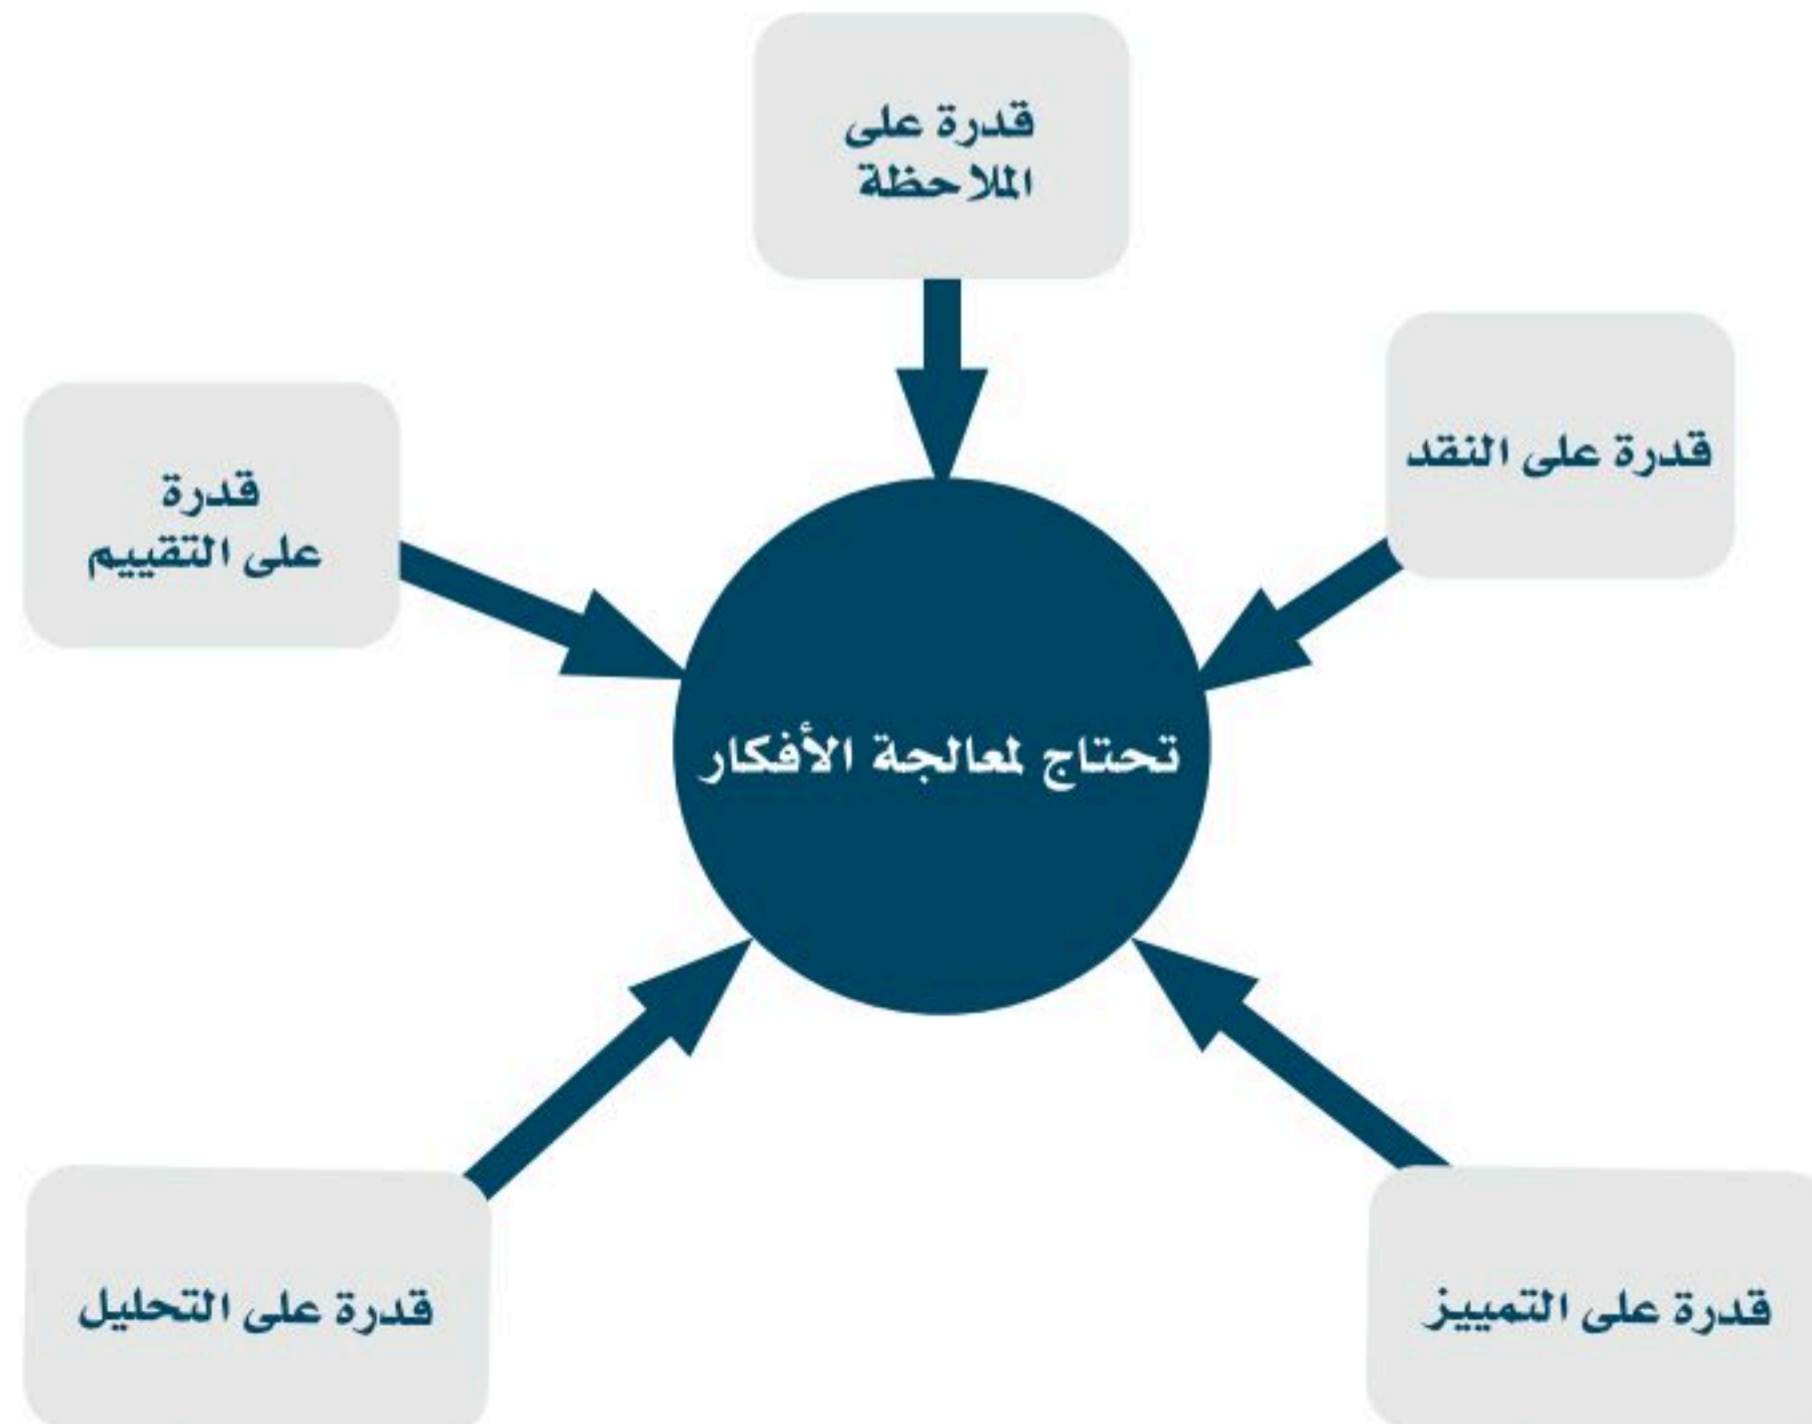 قدرة على
الملاحظة
قدرة على النقد
قدرة
على التقييم
تحتاج لمعالجة الأفكار
قدرة على التمييز
قدرة على التحليل